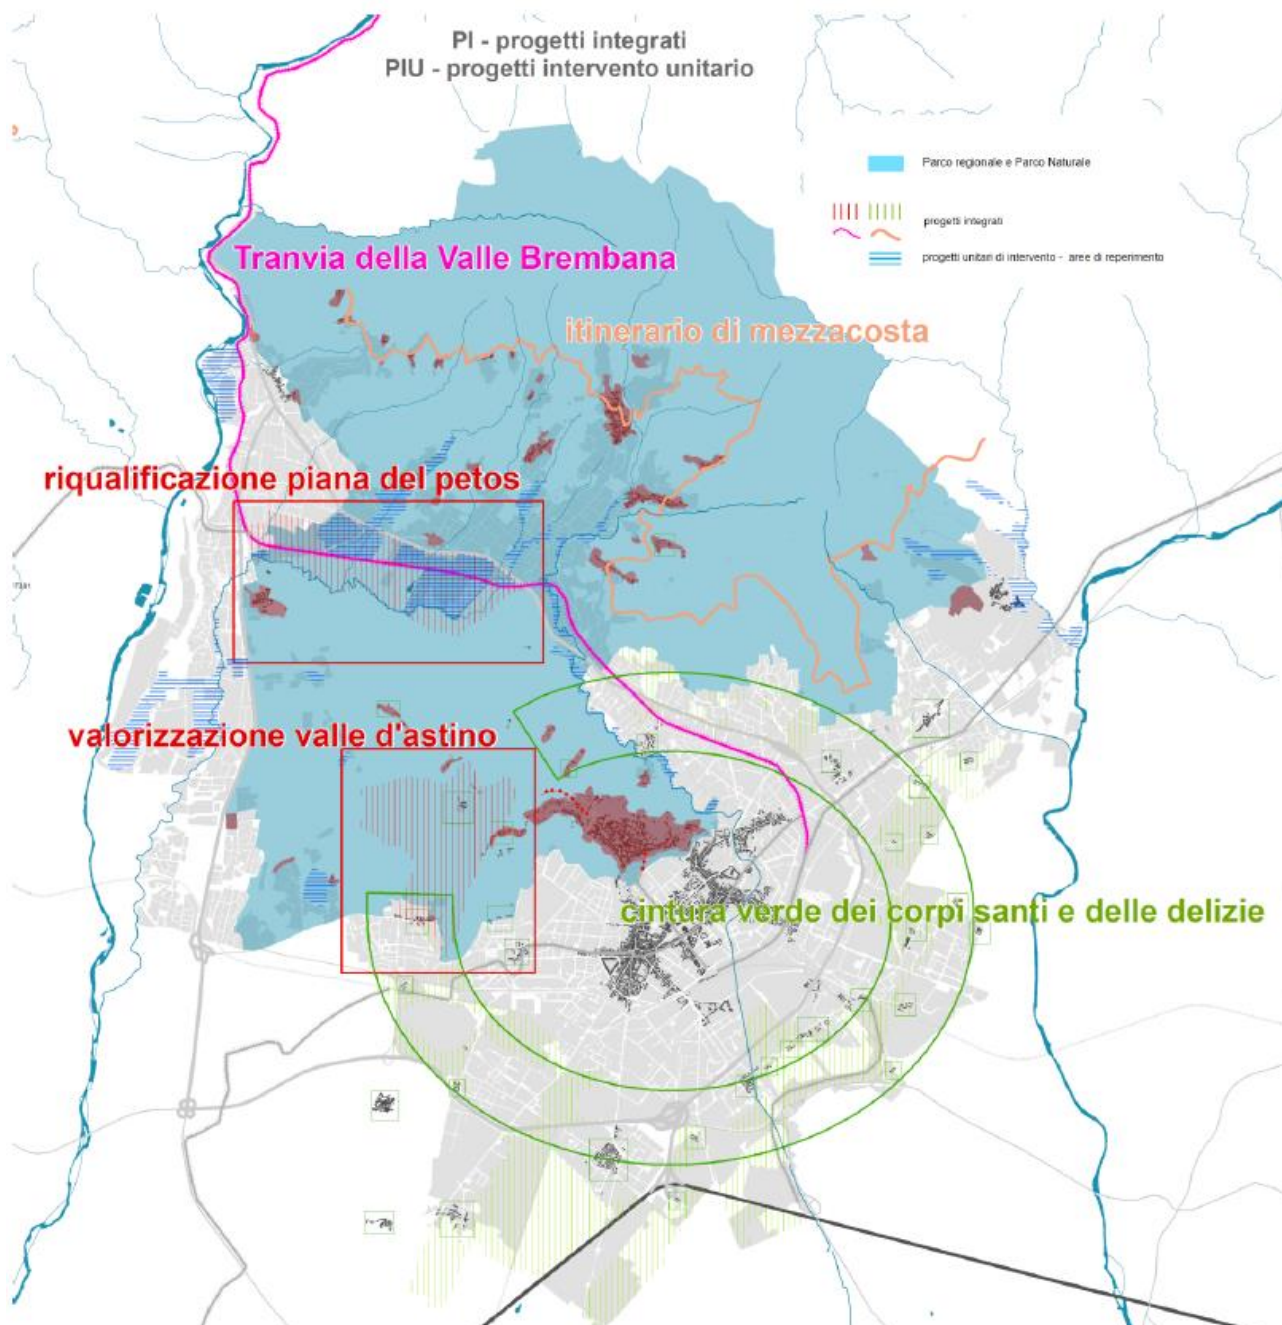 PI - progetti integrati
PIU - progetti intervento unitario
Parco regionale e Parco Naturale
progetti integrati
progetti unitari di intervento - aree di reperimento
Tranvia della Valle Brembana
itinerario di mezzacosta
riqualificazione piana del petos
valorizzazione valle d'astino
cintura verde dei corpi santi e delle delizie